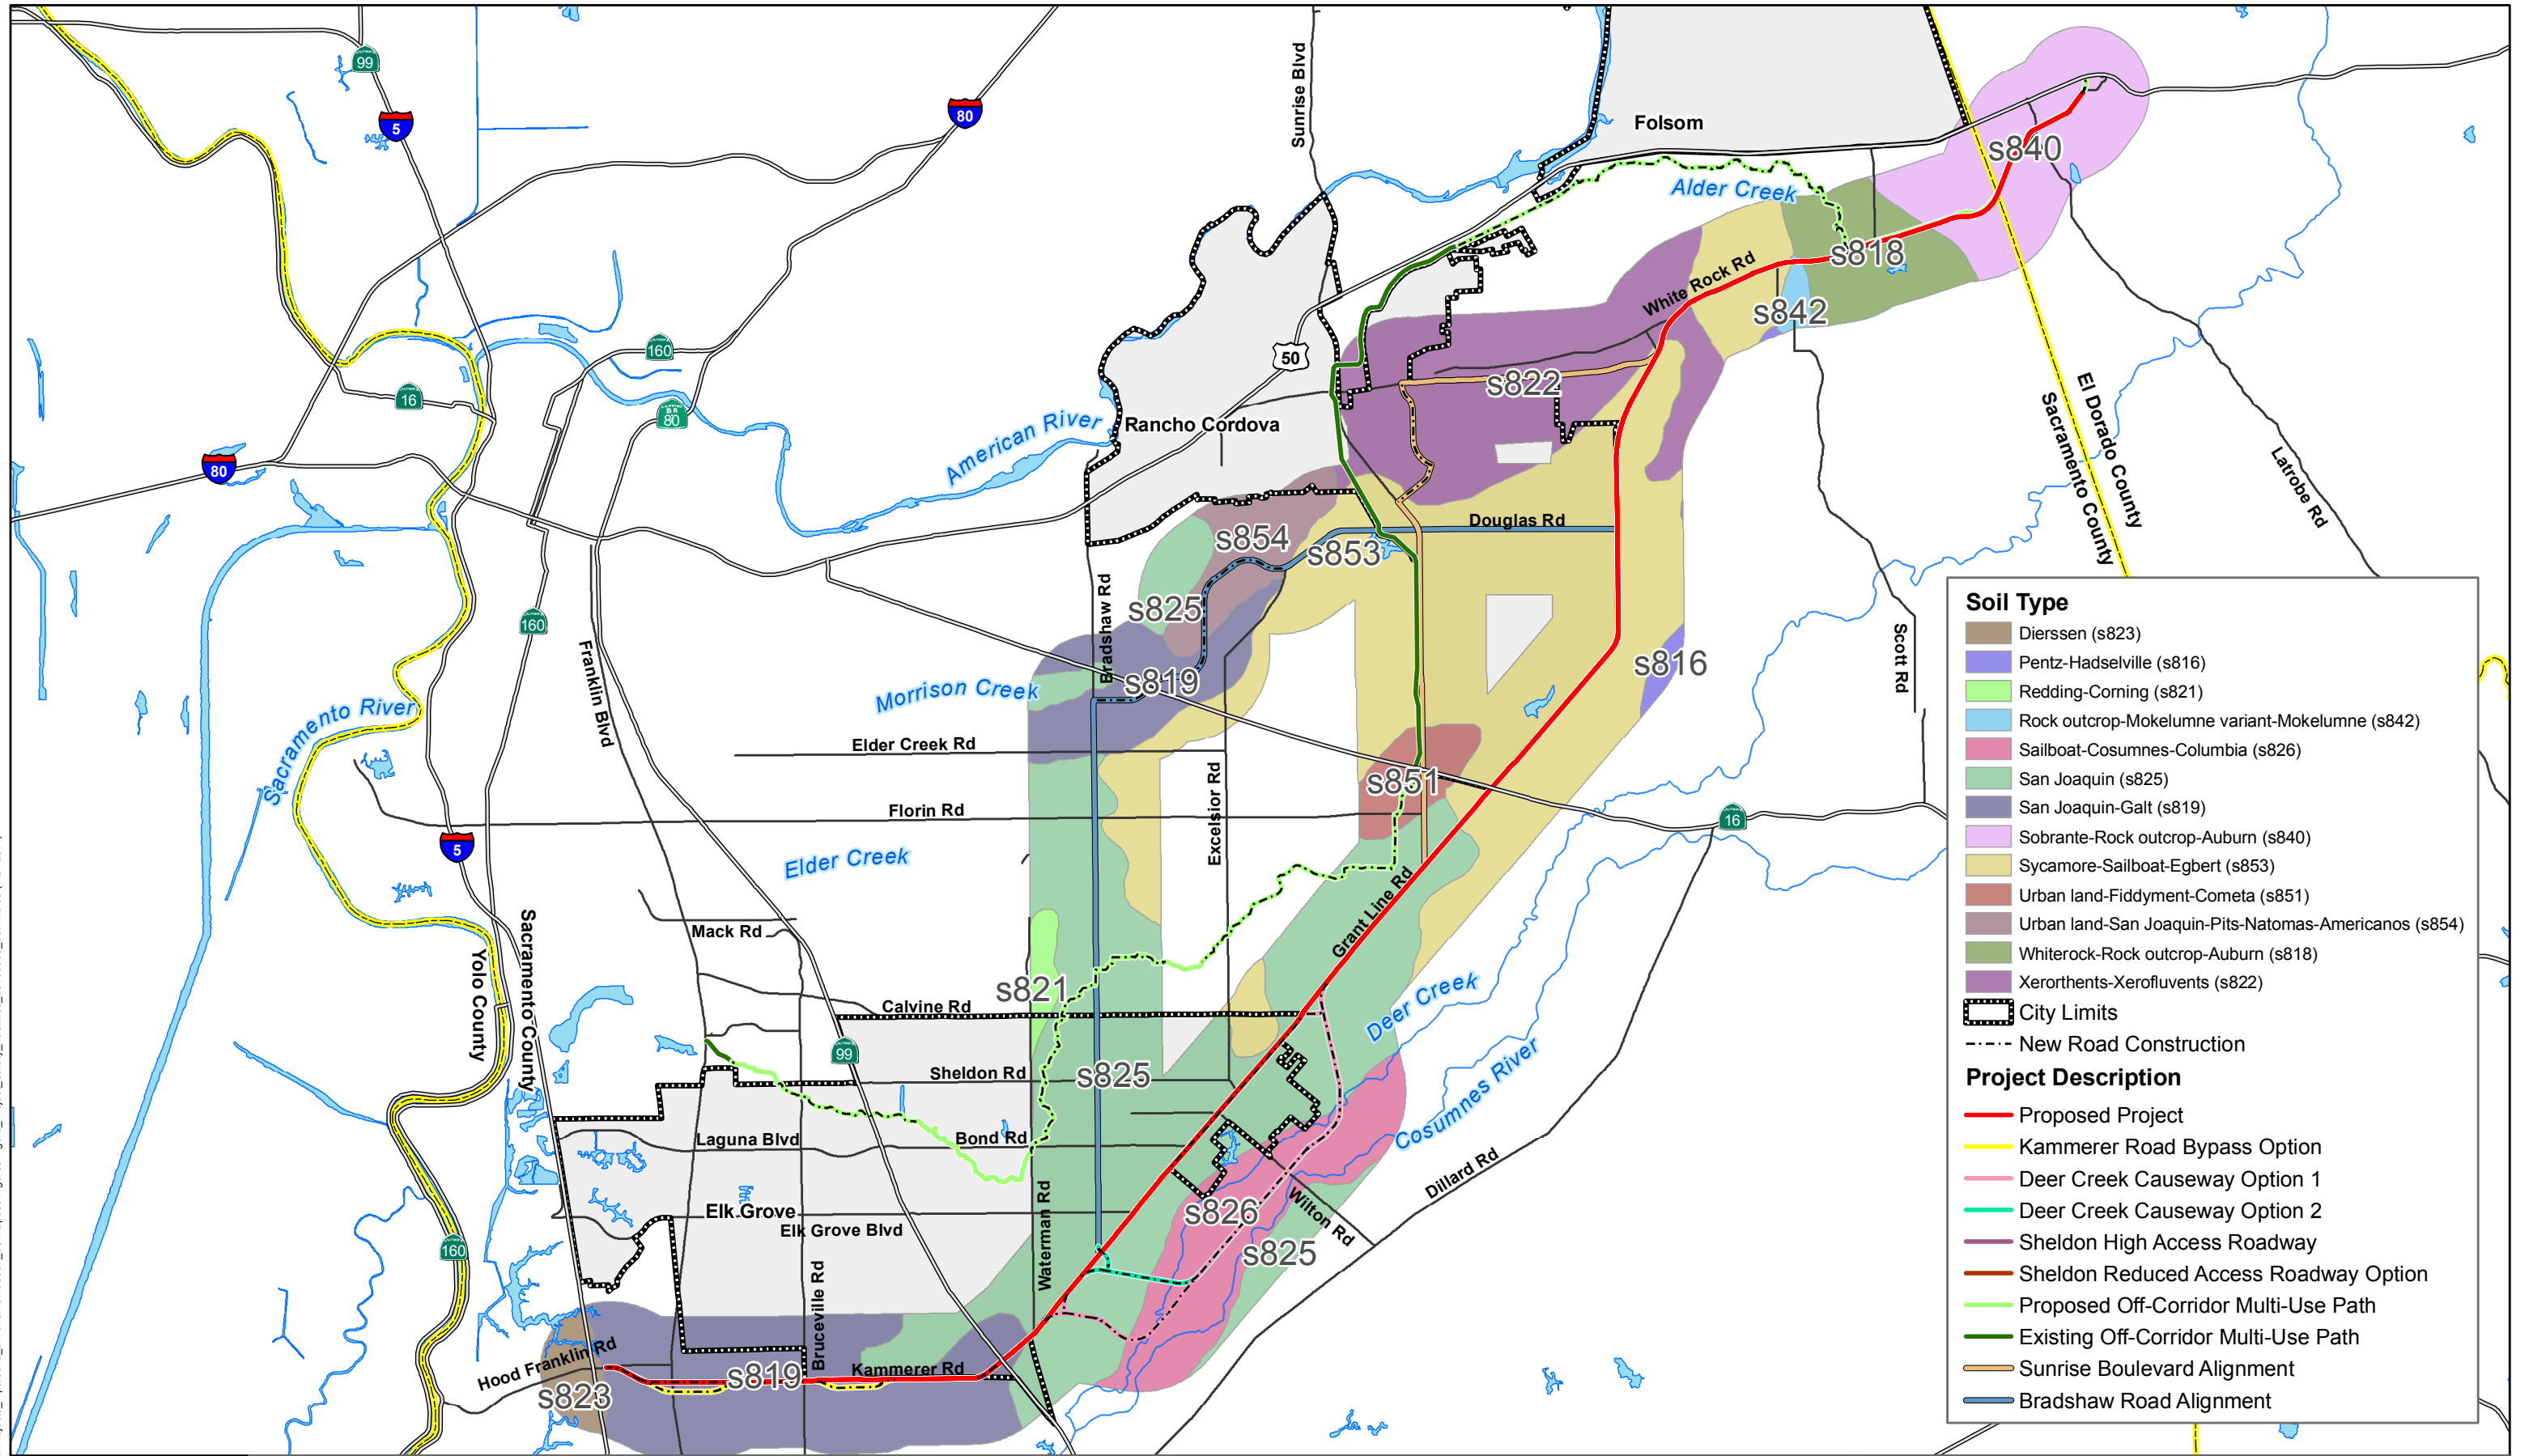 99
5
80
Sunrise Blvd
Folsom
s840
Alder Creek
s818
White Rock Rd
s842
160
50
16
BR
80
s822
American River
Rancho Cordova
El Dorado County
Sacramento County
Latrobe Rd
80
Douglas Rd
s854
s853
Bradshaw Rd
s825
160
Franklin Blvd
Scott Rd
s816
s819
Morrison Creek
Sacramento River
Elder Creek Rd
Excelsior Rd
s851
Florin Rd
16
5
Elder Creek
Grant Line Rd
Mack Rd
Sacramento County
Yolo County
s821
Calvine Rd
Deer Creek
99
Sheldon Rd
s825
Cosumnes River
Laguna Blvd
Bond Rd
Dillard Rd
Waterman Rd
Elk Grove
Elk Grove Blvd
s826
Wilton Rd
s825
160
Bruceville Rd
Hood Franklin Rd
Kammerer Rd
s819
s823
Soil Type
Dierssen (s823)
Pentz-Hadselville (s816)
Redding-Corning (s821)
Rock outcrop-Mokelumne variant-Mokelumne (s842)
Sailboat-Cosumnes-Columbia (s826)
San Joaquin (s825)
San Joaquin-Galt (s819)
Sobrante-Rock outcrop-Auburn (s840)
Sycamore-Sailboat-Egbert (s853)
Urban land-Fiddyment-Cometa (s851)
Urban land-San Joaquin-Pits-Natomas-Americanos (s854)
Whiterock-Rock outcrop-Auburn (s818)
Xerorthents-Xerofluvents (s822)
City Limits
New Road Construction
Project Description
Proposed Project
Kammerer Road Bypass Option
Deer Creek Causeway Option 1
Deer Creek Causeway Option 2
Sheldon High Access Roadway
Sheldon Reduced Access Roadway Option
Proposed Off-Corridor Multi-Use Path
Existing Off-Corridor Multi-Use Path
Sunrise Boulevard Alignment
Bradshaw Road Alignment